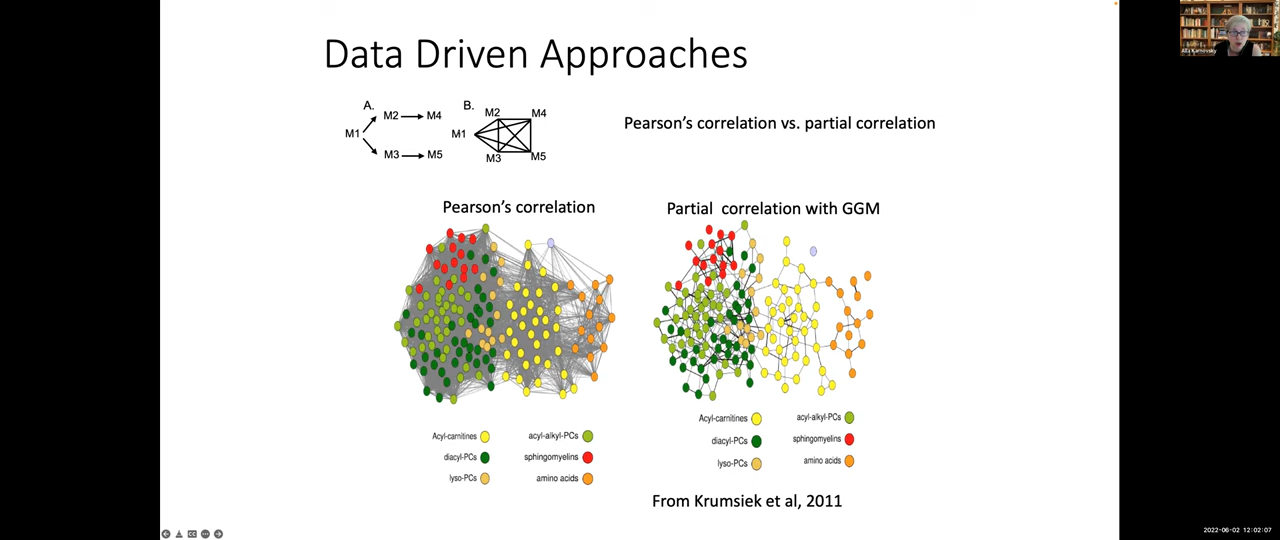 Data Driven Approaches
A.
M1
M2
M4
M3
M5
B.
M1
M2
M4
M3
M5
Pearson's correlation vs. partial correlation
Pearson's correlation
Partial correlation with GGM
Acyl-carnitines
acyl-alkyl-PCs
diacyl-PCs
sphingomyelins
lyso-PCs
amino acids
Acyl-carnitines
acyl-alkyl-PCs
diacyl-PCs
sphingomyelins
lyso-PCs
amino acids
From Krumsiek et al, 2011
Alla Karnovsky
2022-06-02 12:02:07